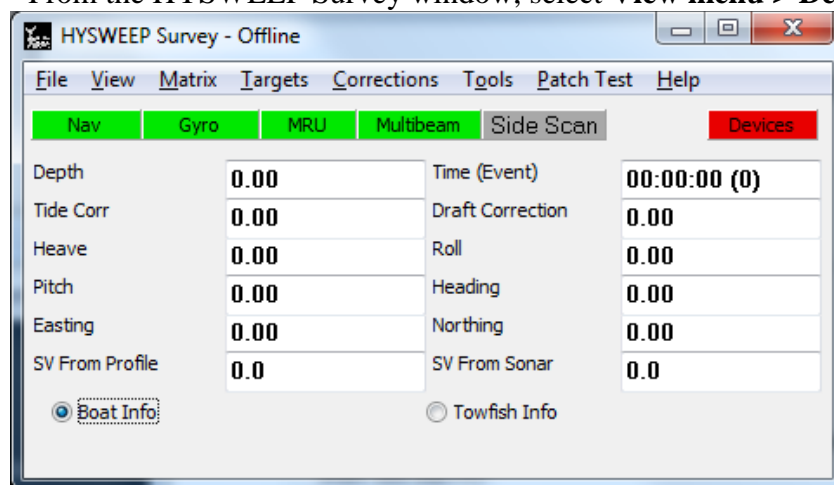 From the HYSWEEP Survey window, select View menu > De
HYSWEEP Survey - Offline
File View Matrix Targets Corrections Tools Patch Test Help
Nav Gyro MRU Multibeam Side Scan Devices
Depth 0.00 Time (Event) 00:00:00 (0)
Tide Corr 0.00 Draft Correction 0.00
Heave 0.00 Roll 0.00
Pitch 0.00 Heading 0.00
Easting 0.00 Northing 0.00
SV From Profile 0.0 SV From Sonar 0.0
Boat Info Towfish Info